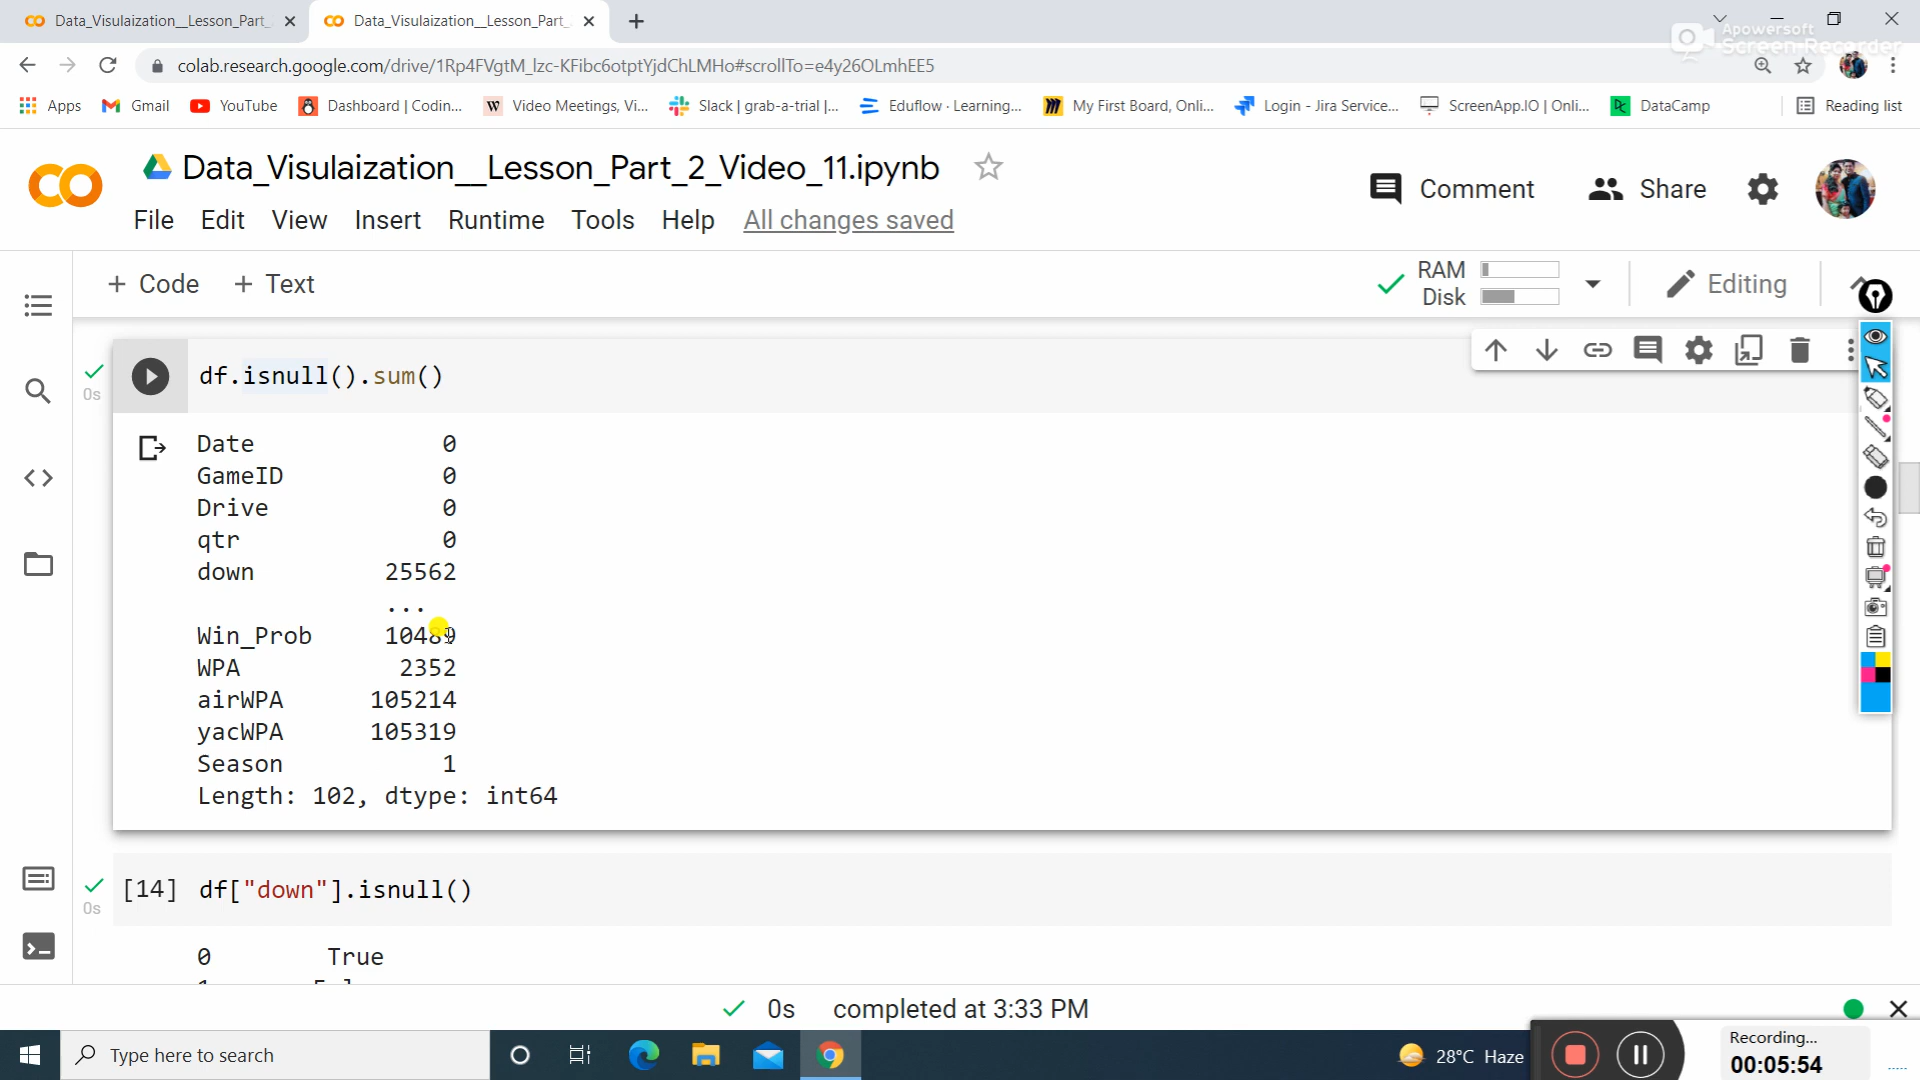 Data_Visulaization__Lesson_Part_
Data_Visulaization__Lesson_Part_
Apowersoft
Screen Recorder
colab.research.google.com/drive/1Rp4FVgtM_lzc-KFibc6otptYjdChLMHo#scrollTo=e4y26OLmhEE5
Apps
Gmail
YouTube
Dashboard | Codin...
Video Meetings, Vi...
Slack | grab-a-trial |...
Eduflow · Learning...
My First Board, Onli...
Login - Jira Service...
ScreenApp.IO | Onli...
DataCamp
Reading list
Data_Visulaization__Lesson_Part_2_Video_11.ipynb
Comment
Share
File Edit View Insert Runtime Tools Help All changes saved
+ Code + Text
RAM
Disk
Editing
0s
df.isnull().sum()
Date 0
GameID 0
Drive 0
qtr 0
down 25562
...
Win_Prob 10489
WPA 2352
airWPA 105214
yacWPA 105319
Season 1
Length: 102, dtype: int64
0s
[14] df["down"].isnull()
0 True
0s completed at 3:33 PM
Type here to search
28°C Haze
Recording...
00:05:54